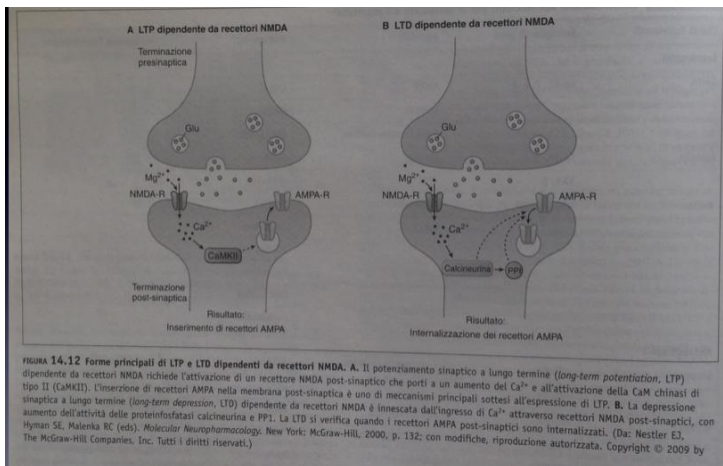 A LTP dipendente da recettori NMDA
Terminazione
presinaptica
Glu
Mg²⁺
NMDA-R
AMPA-R
Ca²⁺
CaMKII
Terminazione
post-sinaptica
Risultato:
Inserimento di recettori AMPA
B LTD dipendente da recettori NMDA
Glu
Mg²⁺
NMDA-R
AMPA-R
Ca²⁺
Calcineurina
PP1
Risultato:
Internalizzazione dei recettori AMPA
FIGURA 14.12 Forme principali di LTP e LTD dipendenti da recettori NMDA. A. Il potenziamento sinaptico a lungo termine (long-term potentiation, LTP)
dipendente da recettori NMDA richiede l'attivazione di un recettore NMDA post-sinaptico che porti a un aumento del Ca²⁺ e all'attivazione della CaM chinasi di
tipo II (CaMKII). L'inserzione di recettori AMPA nella membrana post-sinaptica è uno di meccanismi principali sottesi all'espressione di LTP. B. La depressione
sinaptica a lungo termine (long-term depression, LTD) dipendente da recettori NMDA è innescata dall'ingresso di Ca²⁺ attraverso recettori NMDA post-sinaptici, con
aumento dell'attività delle proteinfosfatasi calcineurina e PP1. La LTD si verifica quando i recettori AMPA post-sinaptici sono internalizzati. (Da: Nestler EJ,
Hyman SE, Malenka RC (eds). Molecular Neuropharmacology. New York: McGraw-Hill, 2000, p. 132; con modifiche, riproduzione autorizzata. Copyright © 2009 by
The McGraw-Hill Companies, Inc. Tutti i diritti riservati.)